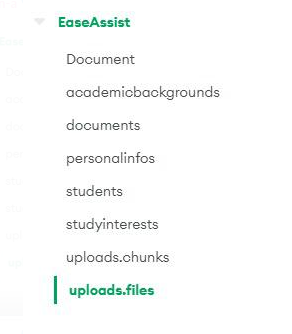 EaseAssist
Document
academicbackgrounds
documents
personalinfos
students
studyinterests
uploads.chunks
uploads.files